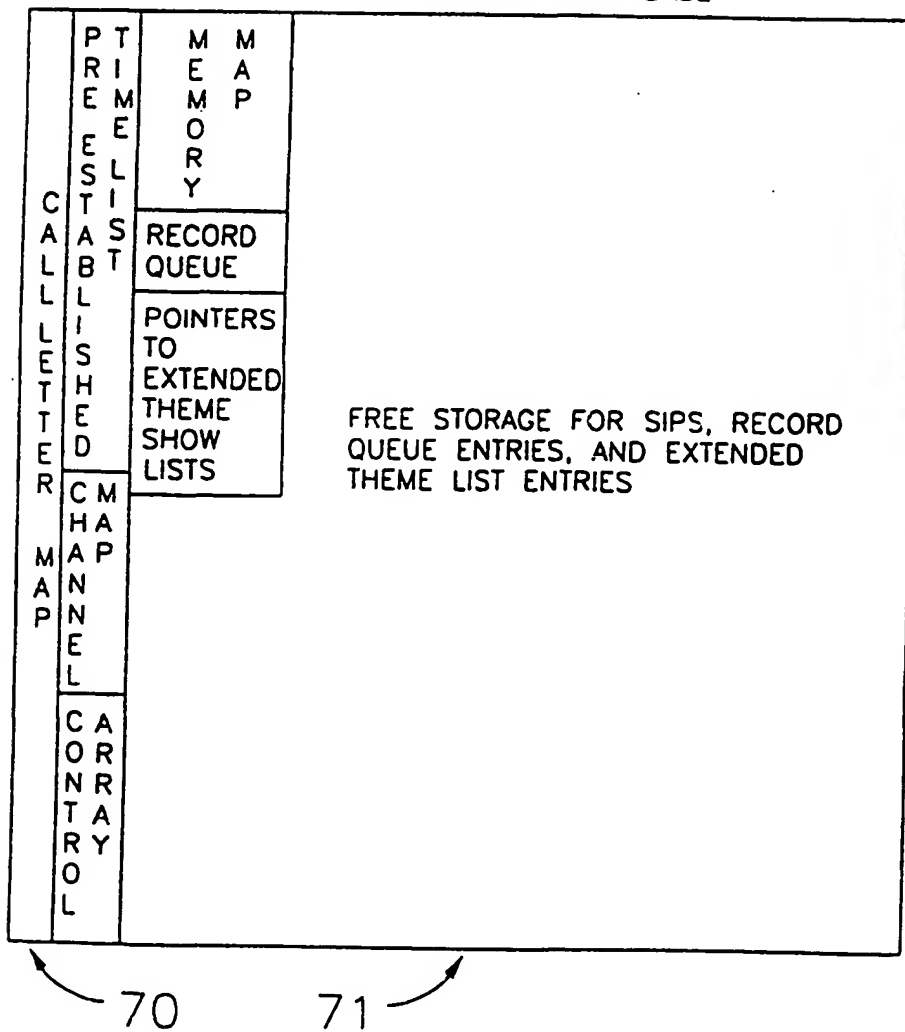 CALL LETTER MAP
PRE ESTABLISHED
TIME LIST
CHANNEL
MAP
CONTROL
ARRAY
MEMORY
MAP
RECORD
QUEUE
POINTERS
TO
EXTENDED
THEME
SHOW
LISTS
FREE STORAGE FOR SIPS, RECORD
QUEUE ENTRIES, AND EXTENDED
THEME LIST ENTRIES
70
71